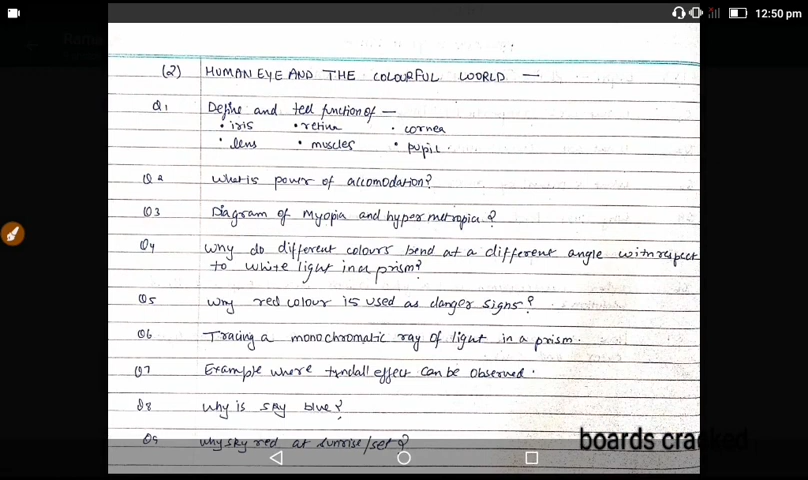 12:50 pm
(2) HUMAN EYE AND THE COLOURFUL WORLD —
Q1 Define and tell function of —
• iris • retina • cornea
• lens • muscles • pupil.
Q2 What is power of accomodation?
Q3 Diagram of Myopia and hypermetropia?
Q4 Why do different colours bend at a different angle with respect
to white light in a prism?
Q5 Why red colour is used as danger signs?
Q6 Tracing a monochromatic ray of light in a prism.
Q7 Example where tyndall effect can be observed.
Q8 Why is sky blue?
Q9 Why sky red at sunrise/set?
boards cracked